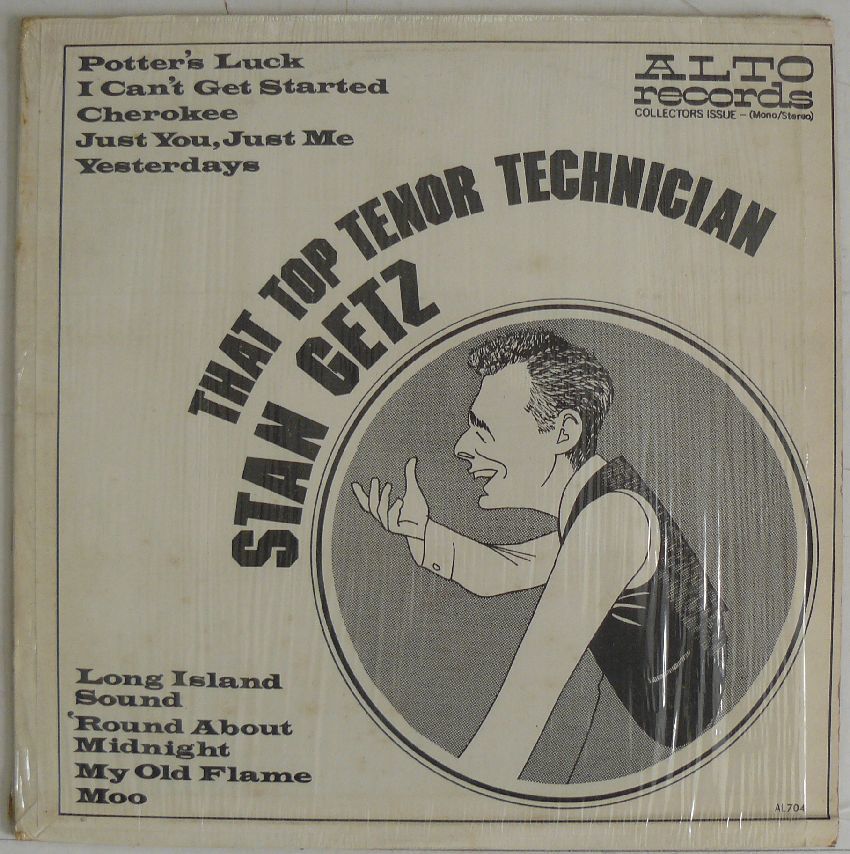 Potter's Luck
I Can't Get Started
Cherokee
Just You, Just Me
Yesterdays
ALTO
records
COLLECTORS ISSUE - (Mono/Stereo)
THAT TOP TENOR TECHNICIAN
STAN GETZ
Long Island
Sound
'Round About
Midnight
My Old Flame
Moo
AL704